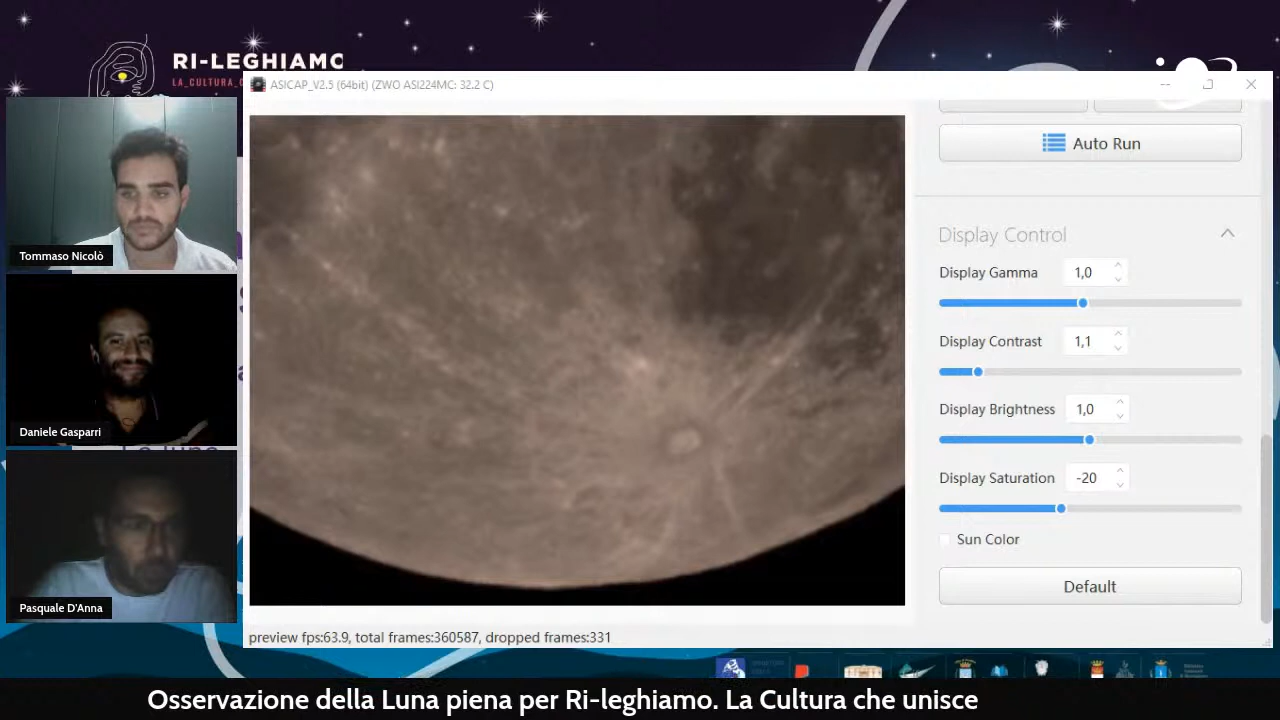 RI-LEGHIAMO
LA_CULTURA_
ASICAP_V2.5 (64bit) (ZWO ASI224MC: 32.2 C)
Tommaso Nicolò
Daniele Gasparri
Pasquale D'Anna
Auto Run
Display Control
Display Gamma 1,0
Display Contrast 1,1
Display Brightness 1,0
Display Saturation -20
Sun Color
Default
preview fps:63.9, total frames:360587, dropped frames:331
Osservazione della Luna piena per Ri-leghiamo. La Cultura che unisce